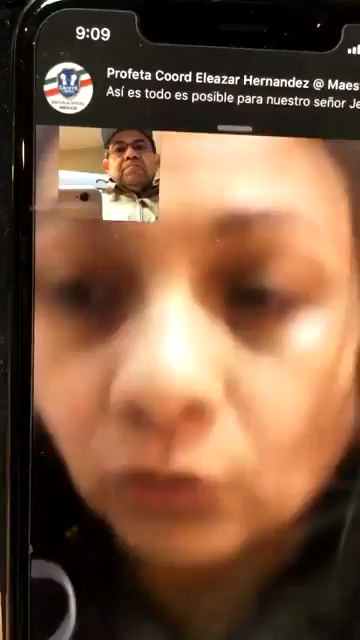 9:09
Profeta Coord Eleazar Hernandez @ Maes
Así es todo es posible para nuestro señor Je